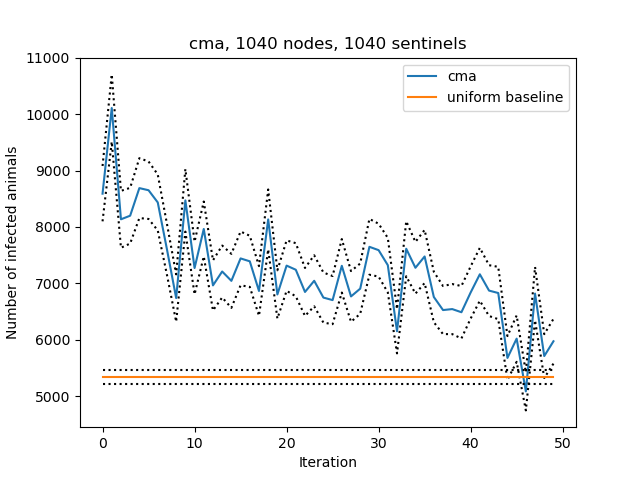 cma, 1040 nodes, 1040 sentinels
cma
uniform baseline
Number of infected animals
11000
10000
9000
8000
7000
6000
5000
0
10
20
30
40
50
Iteration